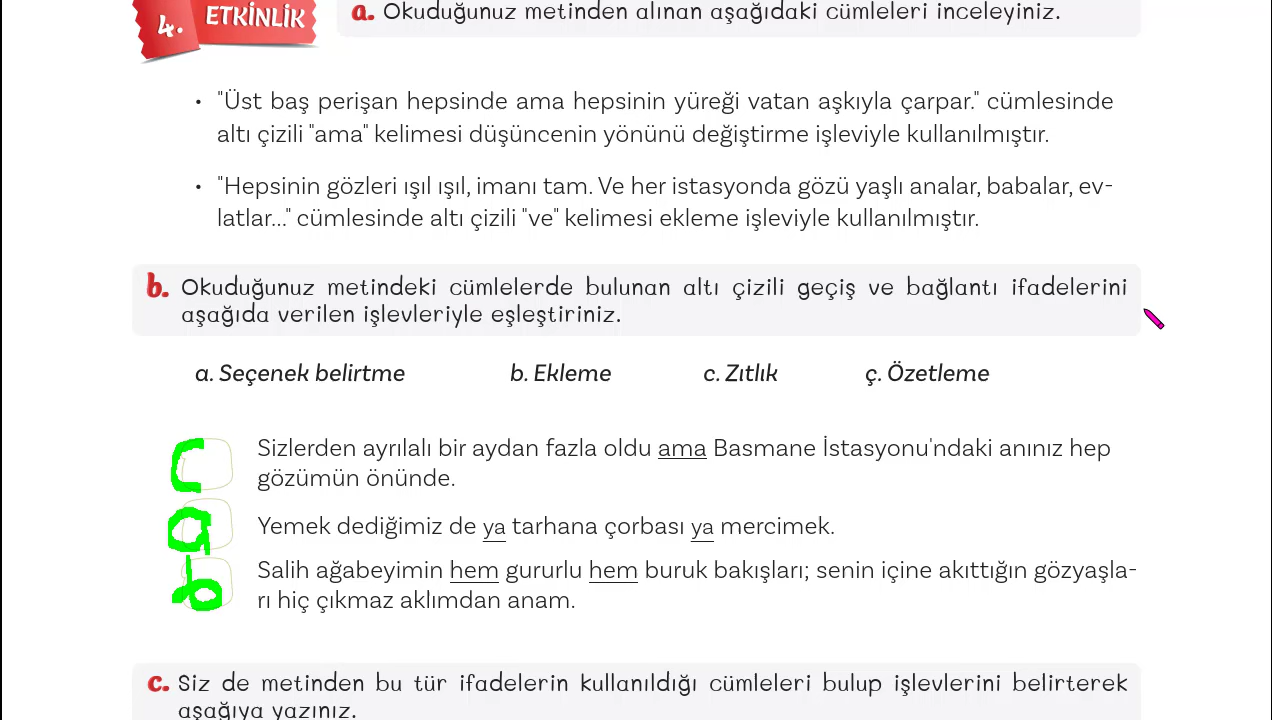 4. ETKİNLİK
a. Okuduğunuz metinden alınan aşağıdaki cümleleri inceleyiniz.
• "Üst baş perişan hepsinde ama hepsinin yüreği vatan aşkıyla çarpar." cümlesinde
altı çizili "ama" kelimesi düşüncenin yönünü değiştirme işleviyle kullanılmıştır.
• "Hepsinin gözleri ışıl ışıl, imanı tam. Ve her istasyonda gözü yaşlı analar, babalar, ev-
latlar..." cümlesinde altı çizili "ve" kelimesi ekleme işleviyle kullanılmıştır.
b. Okuduğunuz metindeki cümlelerde bulunan altı çizili geçiş ve bağlantı ifadelerini
aşağıda verilen işlevleriyle eşleştiriniz.
a. Seçenek belirtme b. Ekleme c. Zıtlık ç. Özetleme
c Sizlerden ayrılalı bir aydan fazla oldu ama Basmane İstasyonu'ndaki anınız hep
gözümün önünde.
a Yemek dediğimiz de ya tarhana çorbası ya mercimek.
b Salih ağabeyimin hem gururlu hem buruk bakışları; senin içine akıttığın gözyaşla-
rı hiç çıkmaz aklımdan anam.
c. Siz de metinden bu tür ifadelerin kullanıldığı cümleleri bulup işlevlerini belirterek
aşağıya yazınız.